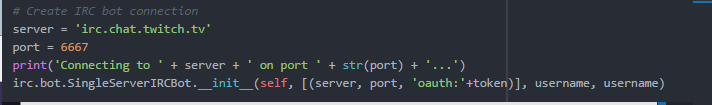 # Create IRC bot connection
server = 'irc.chat.twitch.tv'
port = 6667
print('Connecting to ' + server + ' on port ' + str(port) + '...')
irc.bot.SingleServerIRCBot.__init__(self, [(server, port, 'oauth:'+token)], username, username)